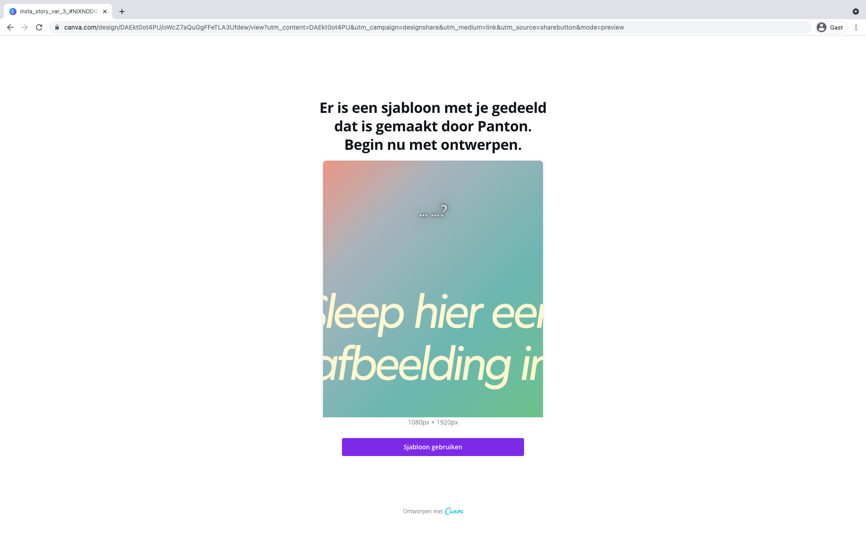 insta_story_var_3_#NIXNODI
canva.com/design/DAEkt0ot4PU/oWcZ7aQuGgFFeTLA3Ufdew/view?utm_content=DAEkt0ot4PU&utm_campaign=designshare&utm_medium=link&utm_source=sharebutton&mode=preview
Gast
Er is een sjabloon met je gedeeld
dat is gemaakt door Panton.
Begin nu met ontwerpen.
... ...?
Sleep hier een
afbeelding in
1080px × 1920px
Sjabloon gebruiken
Ontworpen met Canva